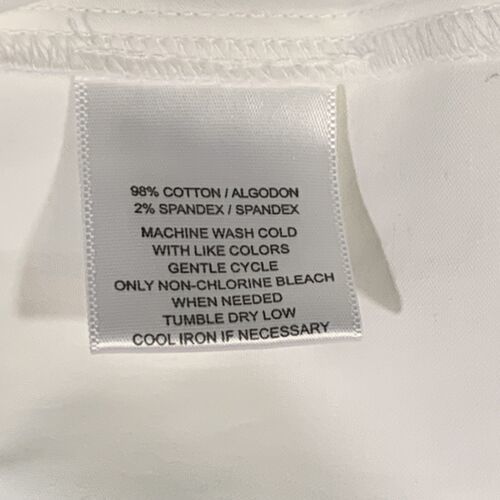 98% COTTON / ALGODON
2% SPANDEX / SPANDEX
MACHINE WASH COLD
WITH LIKE COLORS
GENTLE CYCLE
ONLY NON-CHLORINE BLEACH
WHEN NEEDED
TUMBLE DRY LOW
COOL IRON IF NECESSARY